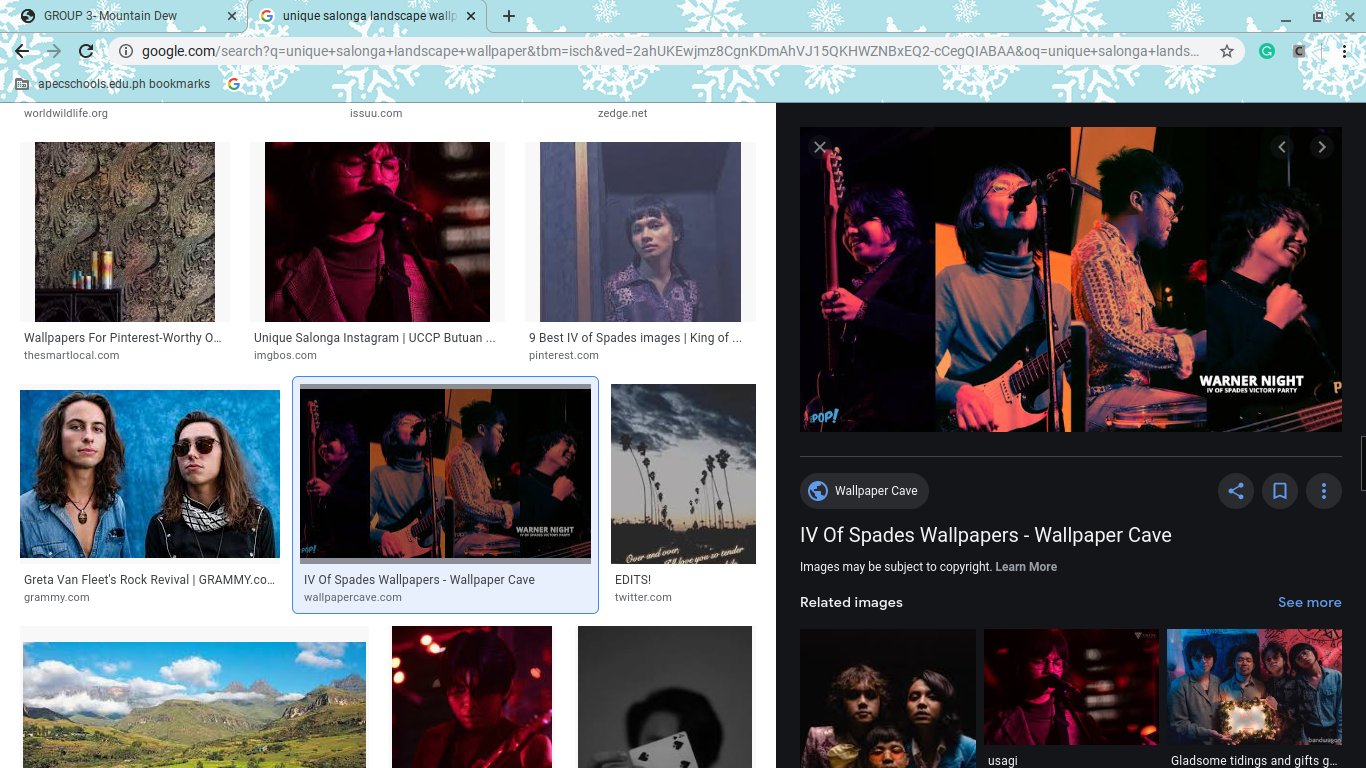 GROUP 3- Mountain Dew
unique salonga landscape wallp
google.com/search?q=unique+salonga+landscape+wallpaper&tbm=isch&ved=2ahUKEwjmz8CgnKDmAhVJ15QKHWZNBxEQ2-cCegQIABAA&oq=unique+salonga+lands...
apecschools.edu.ph bookmarks
worldwildlife.org
issuu.com
zedge.net
Wallpapers For Pinterest-Worthy O...
thesmartlocal.com
Unique Salonga Instagram | UCCP Butuan ...
imgbos.com
9 Best IV of Spades images | King of ...
pinterest.com
POP!
WARNER NIGHT
IV OF SPADES VICTORY PARTY
Greta Van Fleet's Rock Revival | GRAMMY.co...
grammy.com
IV Of Spades Wallpapers - Wallpaper Cave
wallpapercave.com
Over and over,
I'll love you so tender
EDITS!
twitter.com
POP!
WARNER NIGHT
IV OF SPADES VICTORY PARTY
Wallpaper Cave
IV Of Spades Wallpapers - Wallpaper Cave
Images may be subject to copyright. Learn More
Related images
See more
bandwagon
usagi
Gladsome tidings and gifts g...